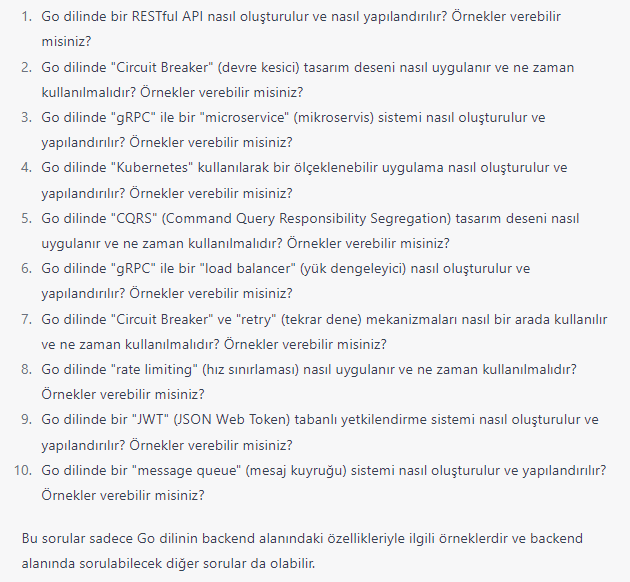 1. Go dilinde bir RESTful API nasıl oluşturulur ve nasıl yapılandırılır? Örnekler verebilir
misiniz?
2. Go dilinde "Circuit Breaker" (devre kesici) tasarım deseni nasıl uygulanır ve ne zaman
kullanılmalıdır? Örnekler verebilir misiniz?
3. Go dilinde "gRPC" ile bir "microservice" (mikroservis) sistemi nasıl oluşturulur ve
yapılandırılır? Örnekler verebilir misiniz?
4. Go dilinde "Kubernetes" kullanılarak bir ölçeklenebilir uygulama nasıl oluşturulur ve
yapılandırılır? Örnekler verebilir misiniz?
5. Go dilinde "CQRS" (Command Query Responsibility Segregation) tasarım deseni nasıl
uygulanır ve ne zaman kullanılmalıdır? Örnekler verebilir misiniz?
6. Go dilinde "gRPC" ile bir "load balancer" (yük dengeleyici) nasıl oluşturulur ve
yapılandırılır? Örnekler verebilir misiniz?
7. Go dilinde "Circuit Breaker" ve "retry" (tekrar dene) mekanizmaları nasıl bir arada kullanılır
ve ne zaman kullanılmalıdır? Örnekler verebilir misiniz?
8. Go dilinde "rate limiting" (hız sınırlaması) nasıl uygulanır ve ne zaman kullanılmalıdır?
Örnekler verebilir misiniz?
9. Go dilinde bir "JWT" (JSON Web Token) tabanlı yetkilendirme sistemi nasıl oluşturulur ve
yapılandırılır? Örnekler verebilir misiniz?
10. Go dilinde bir "message queue" (mesaj kuyruğu) sistemi nasıl oluşturulur ve yapılandırılır?
Örnekler verebilir misiniz?
Bu sorular sadece Go dilinin backend alanındaki özellikleriyle ilgili örneklerdir ve backend
alanında sorulabilecek diğer sorular da olabilir.